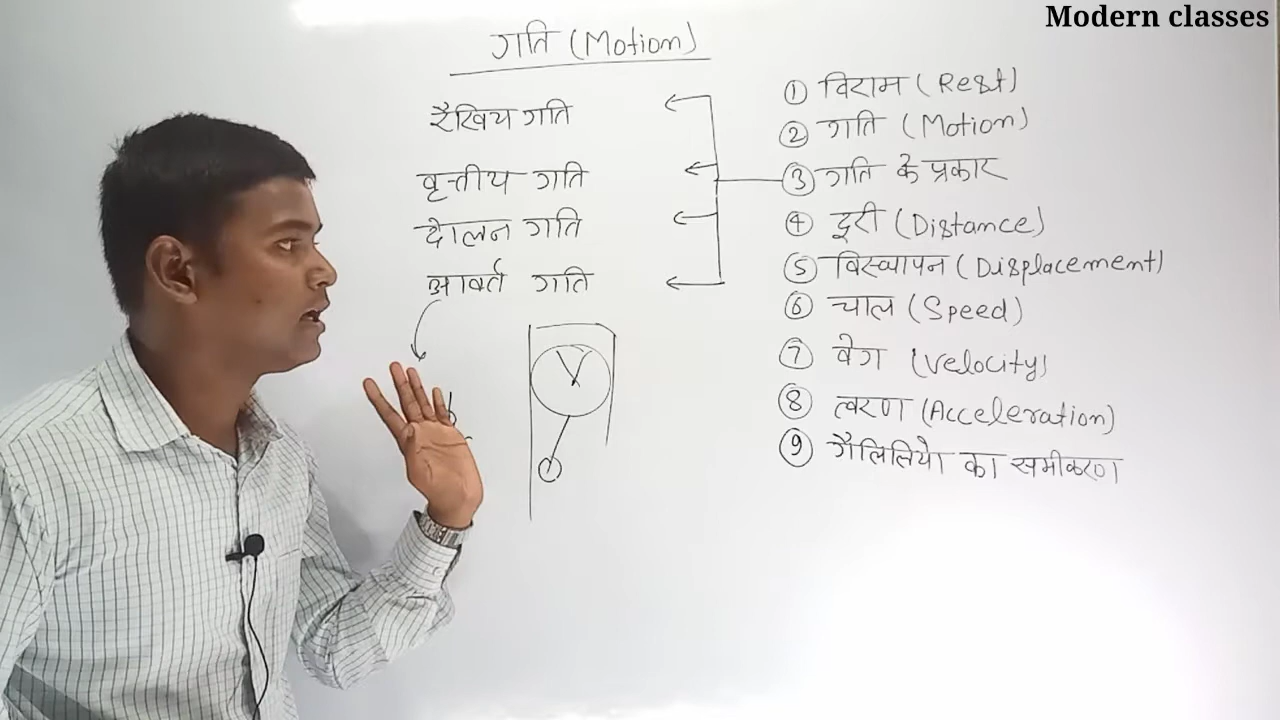 Modern classes
गति (Motion)
रैखिय गति
वृत्तीय गति
दोलन गति
आवर्त गति
① विराम (Rest)
② गति (Motion)
③ गति के प्रकार
④ दूरी (Distance)
⑤ विस्थापन (Displacement)
⑥ चाल (Speed)
⑦ वेग (Velocity)
⑧ त्वरण (Acceleration)
⑨ गैलिलियो का समीकरण